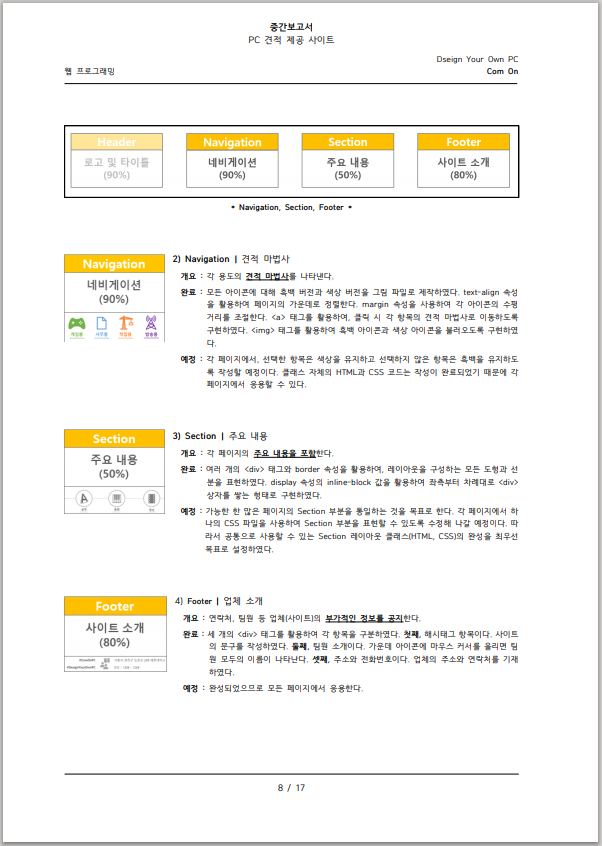 중간보고서
PC 견적 제공 사이트
Dseign Your Own PC
웹 프로그래밍
Com On
Header
로고 및 타이틀
(90%)
Navigation
네비게이션
(90%)
Section
주요 내용
(50%)
Footer
사이트 소개
(80%)
* Navigation, Section, Footer *
Navigation
네비게이션
(90%)
게임용
사무용
작업용
방송용
2) Navigation | 견적 마법사
개요 : 각 용도의 견적 마법사를 나타낸다.
완료 : 모든 아이콘에 대해 흑백 버전과 색상 버전을 그림 파일로 제작하였다. text-align 속성
을 활용하여 페이지의 가운데로 정렬한다. margin 속성을 사용하여 각 아이콘의 수평
거리를 조절한다. <a> 태그를 활용하여, 클릭 시 각 항목의 견적 마법사로 이동하도록
구현하였다. <img> 태그를 활용하여 흑백 아이콘과 색상 아이콘을 불러오도록 구현하였
다.
예정 : 각 페이지에서, 선택한 항목은 색상을 유지하고 선택하지 않은 항목은 흑백을 유지하도
록 작성할 예정이다. 클래스 자체의 HTML과 CSS 코드는 작성이 완료되었기 때문에 각
페이지에서 응용할 수 있다.
Section
주요 내용
(50%)
3) Section | 주요 내용
개요 : 각 페이지의 주요 내용을 포함한다.
완료 : 여러 개의 <div> 태그와 border 속성을 활용하여, 레이아웃을 구성하는 모든 도형과 선
분을 표현하였다. display 속성의 inline-block 값을 활용하여 좌측부터 차례대로 <div>
상자를 쌓는 형태로 구현하였다.
예정 : 가능한 한 많은 페이지의 Section 부분을 통일하는 것을 목표로 한다. 각 페이지에서 하
나의 CSS 파일을 사용하여 Section 부분을 표현할 수 있도록 수정해 나갈 예정이다. 따
라서 공통으로 사용할 수 있는 Section 레이아웃 클래스(HTML, CSS)의 완성을 최우선
목표로 설정하였다.
Footer
사이트 소개
(80%)
4) Footer | 업체 소개
개요 : 연락처, 팀원 등 업체(사이트)의 부가적인 정보를 공지한다.
완료 : 세 개의 <div> 태그를 활용하여 각 항목을 구분하였다. 첫째, 해시태그 항목이다. 사이트
의 문구를 작성하였다. 둘째, 팀원 소개이다. 가운데 아이콘에 마우스 커서를 올리면 팀
원 모두의 이름이 나타난다. 셋째, 주소와 전화번호이다. 업체의 주소와 연락처를 기재
하였다.
예정 : 완성되었으므로 모든 페이지에서 응용한다.
8 / 17